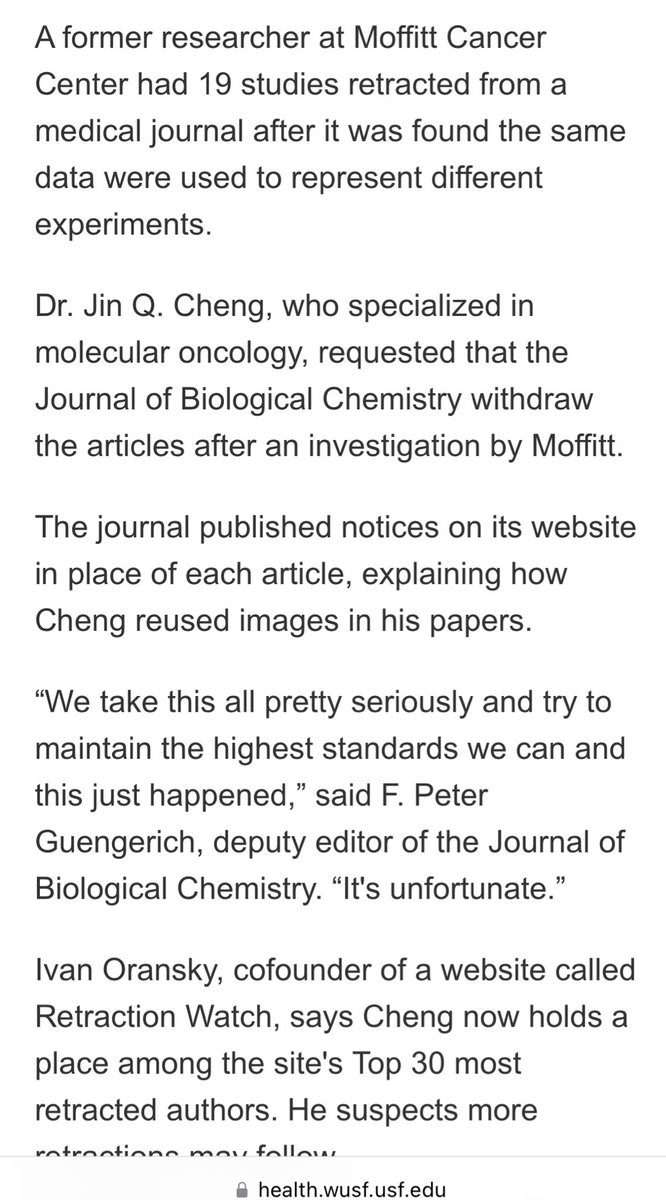 A former researcher at Moffitt Cancer
Center had 19 studies retracted from a
medical journal after it was found the same
data were used to represent different
experiments.
Dr. Jin Q. Cheng, who specialized in
molecular oncology, requested that the
Journal of Biological Chemistry withdraw
the articles after an investigation by Moffitt.
The journal published notices on its website
in place of each article, explaining how
Cheng reused images in his papers.
“We take this all pretty seriously and try to
maintain the highest standards we can and
this just happened,” said F. Peter
Guengerich, deputy editor of the Journal of
Biological Chemistry. “It's unfortunate.”
Ivan Oransky, cofounder of a website called
Retraction Watch, says Cheng now holds a
place among the site's Top 30 most
retracted authors. He suspects more
retractions may follow
health.wusf.usf.edu